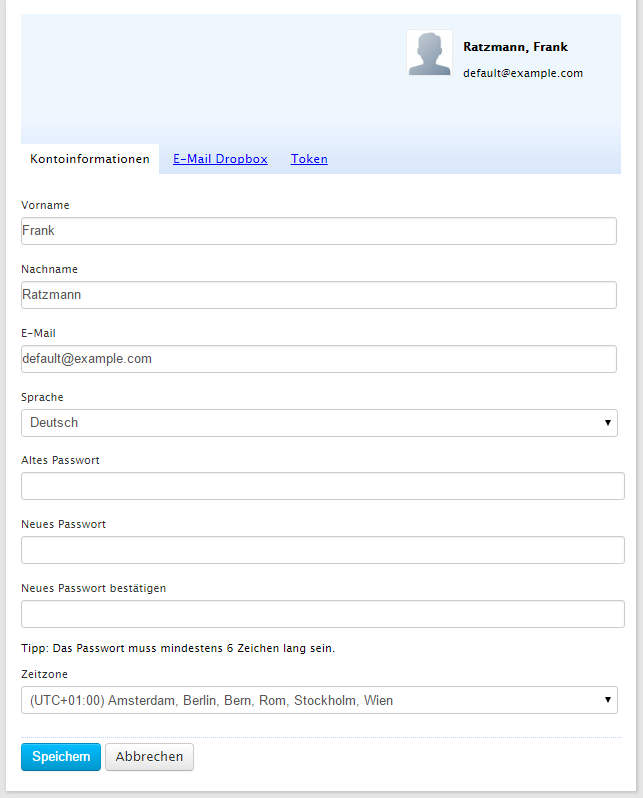 Ratzmann, Frank
default@example.com
Kontoinformationen E-Mail Dropbox Token
Vorname
Frank
Nachname
Ratzmann
E-Mail
default@example.com
Sprache
Deutsch
Altes Passwort
Neues Passwort
Neues Passwort bestätigen
Tipp: Das Passwort muss mindestens 6 Zeichen lang sein.
Zeitzone
(UTC+01:00) Amsterdam, Berlin, Bern, Rom, Stockholm, Wien
Speichern Abbrechen